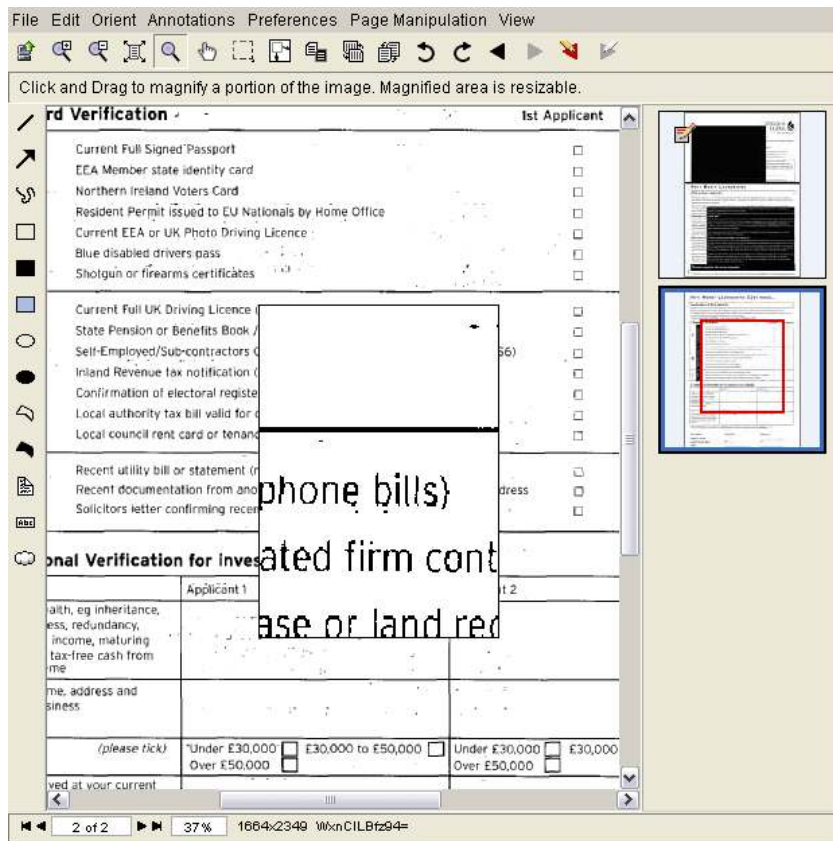 File Edit Orient Annotations Preferences Page Manipulation View
Click and Drag to magnify a portion of the image. Magnified area is resizable.
rd Verification 1st Applicant
Current Full Signed Passport
EEA Member state identity card
Northern Ireland Voters Card
Resident Permit issued to EU Nationals by Home Office
Current EEA or UK Photo Driving Licence
Blue disabled drivers pass
Shotgun or firearms certificates
Current Full UK Driving Licence (
State Pension or Benefits Book /
Self-Employed/Sub-contractors C S6)
Inland Revenue tax notification (
Confirmation of electoral registe
Local authority tax bill valid for c
Local council rent card or tenanc
Recent utility bill or statement (r
Recent documentation from ano dress
Solicitors letter confirming recer
phone bills)
ated firm cont
ase or land rec
onal Verification for inves
Applicant 1 t 2
alth, eg inheritance,
ess, redundancy,
income, maturing
tax-free cash from
me
me, address and
siness
(please tick) Under £30,000 £30,000 to £50,000 Under £30,000 £30,000
Over £50,000 Over £50,000
ved at your current
Abc
2 of 2 37% 1664x2349 WxnCILBfz94=